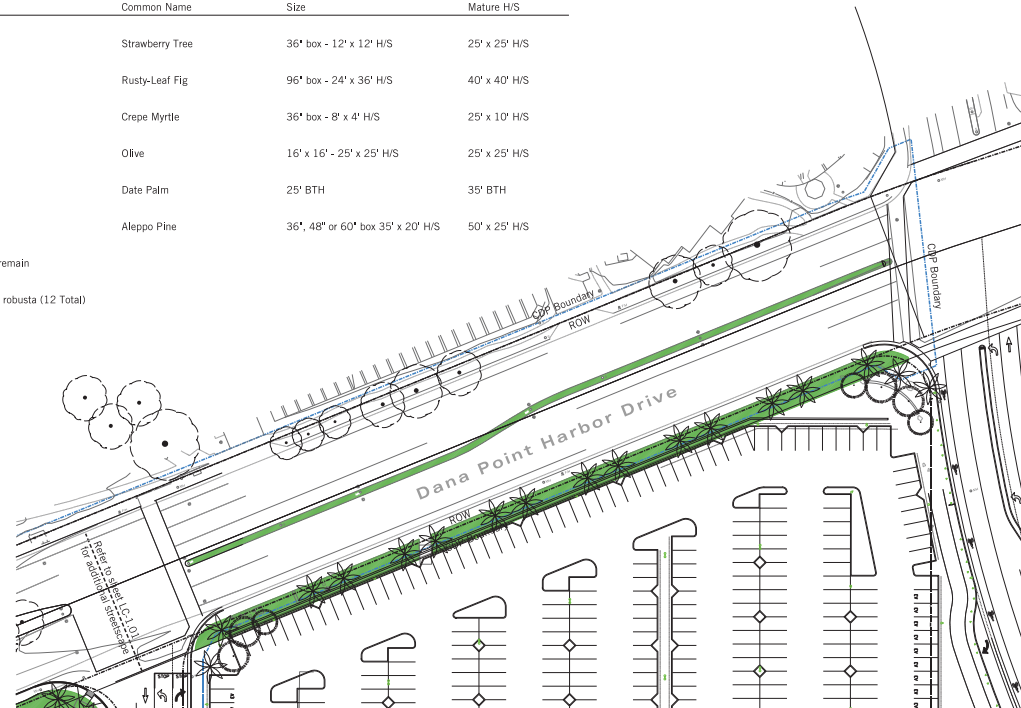 Common Name Size Mature H/S
Strawberry Tree 36" box - 12' x 12' H/S 25' x 25' H/S
Rusty-Leaf Fig 96" box - 24' x 36' H/S 40' x 40' H/S
Crepe Myrtle 36" box - 8' x 4' H/S 25' x 10' H/S
Olive 16' x 16' - 25' x 25' H/S 25' x 25' H/S
Date Palm 25' BTH 35' BTH
Aleppo Pine 36", 48" or 60" box 35' x 20' H/S 50' x 25' H/S
remain
robusta (12 Total)
CDP Boundary
CDP Boundary
ROW
Dana Point Harbor Drive
ROW
Refer to sheet LC-1.01
for additional streetscape
STOP STOP